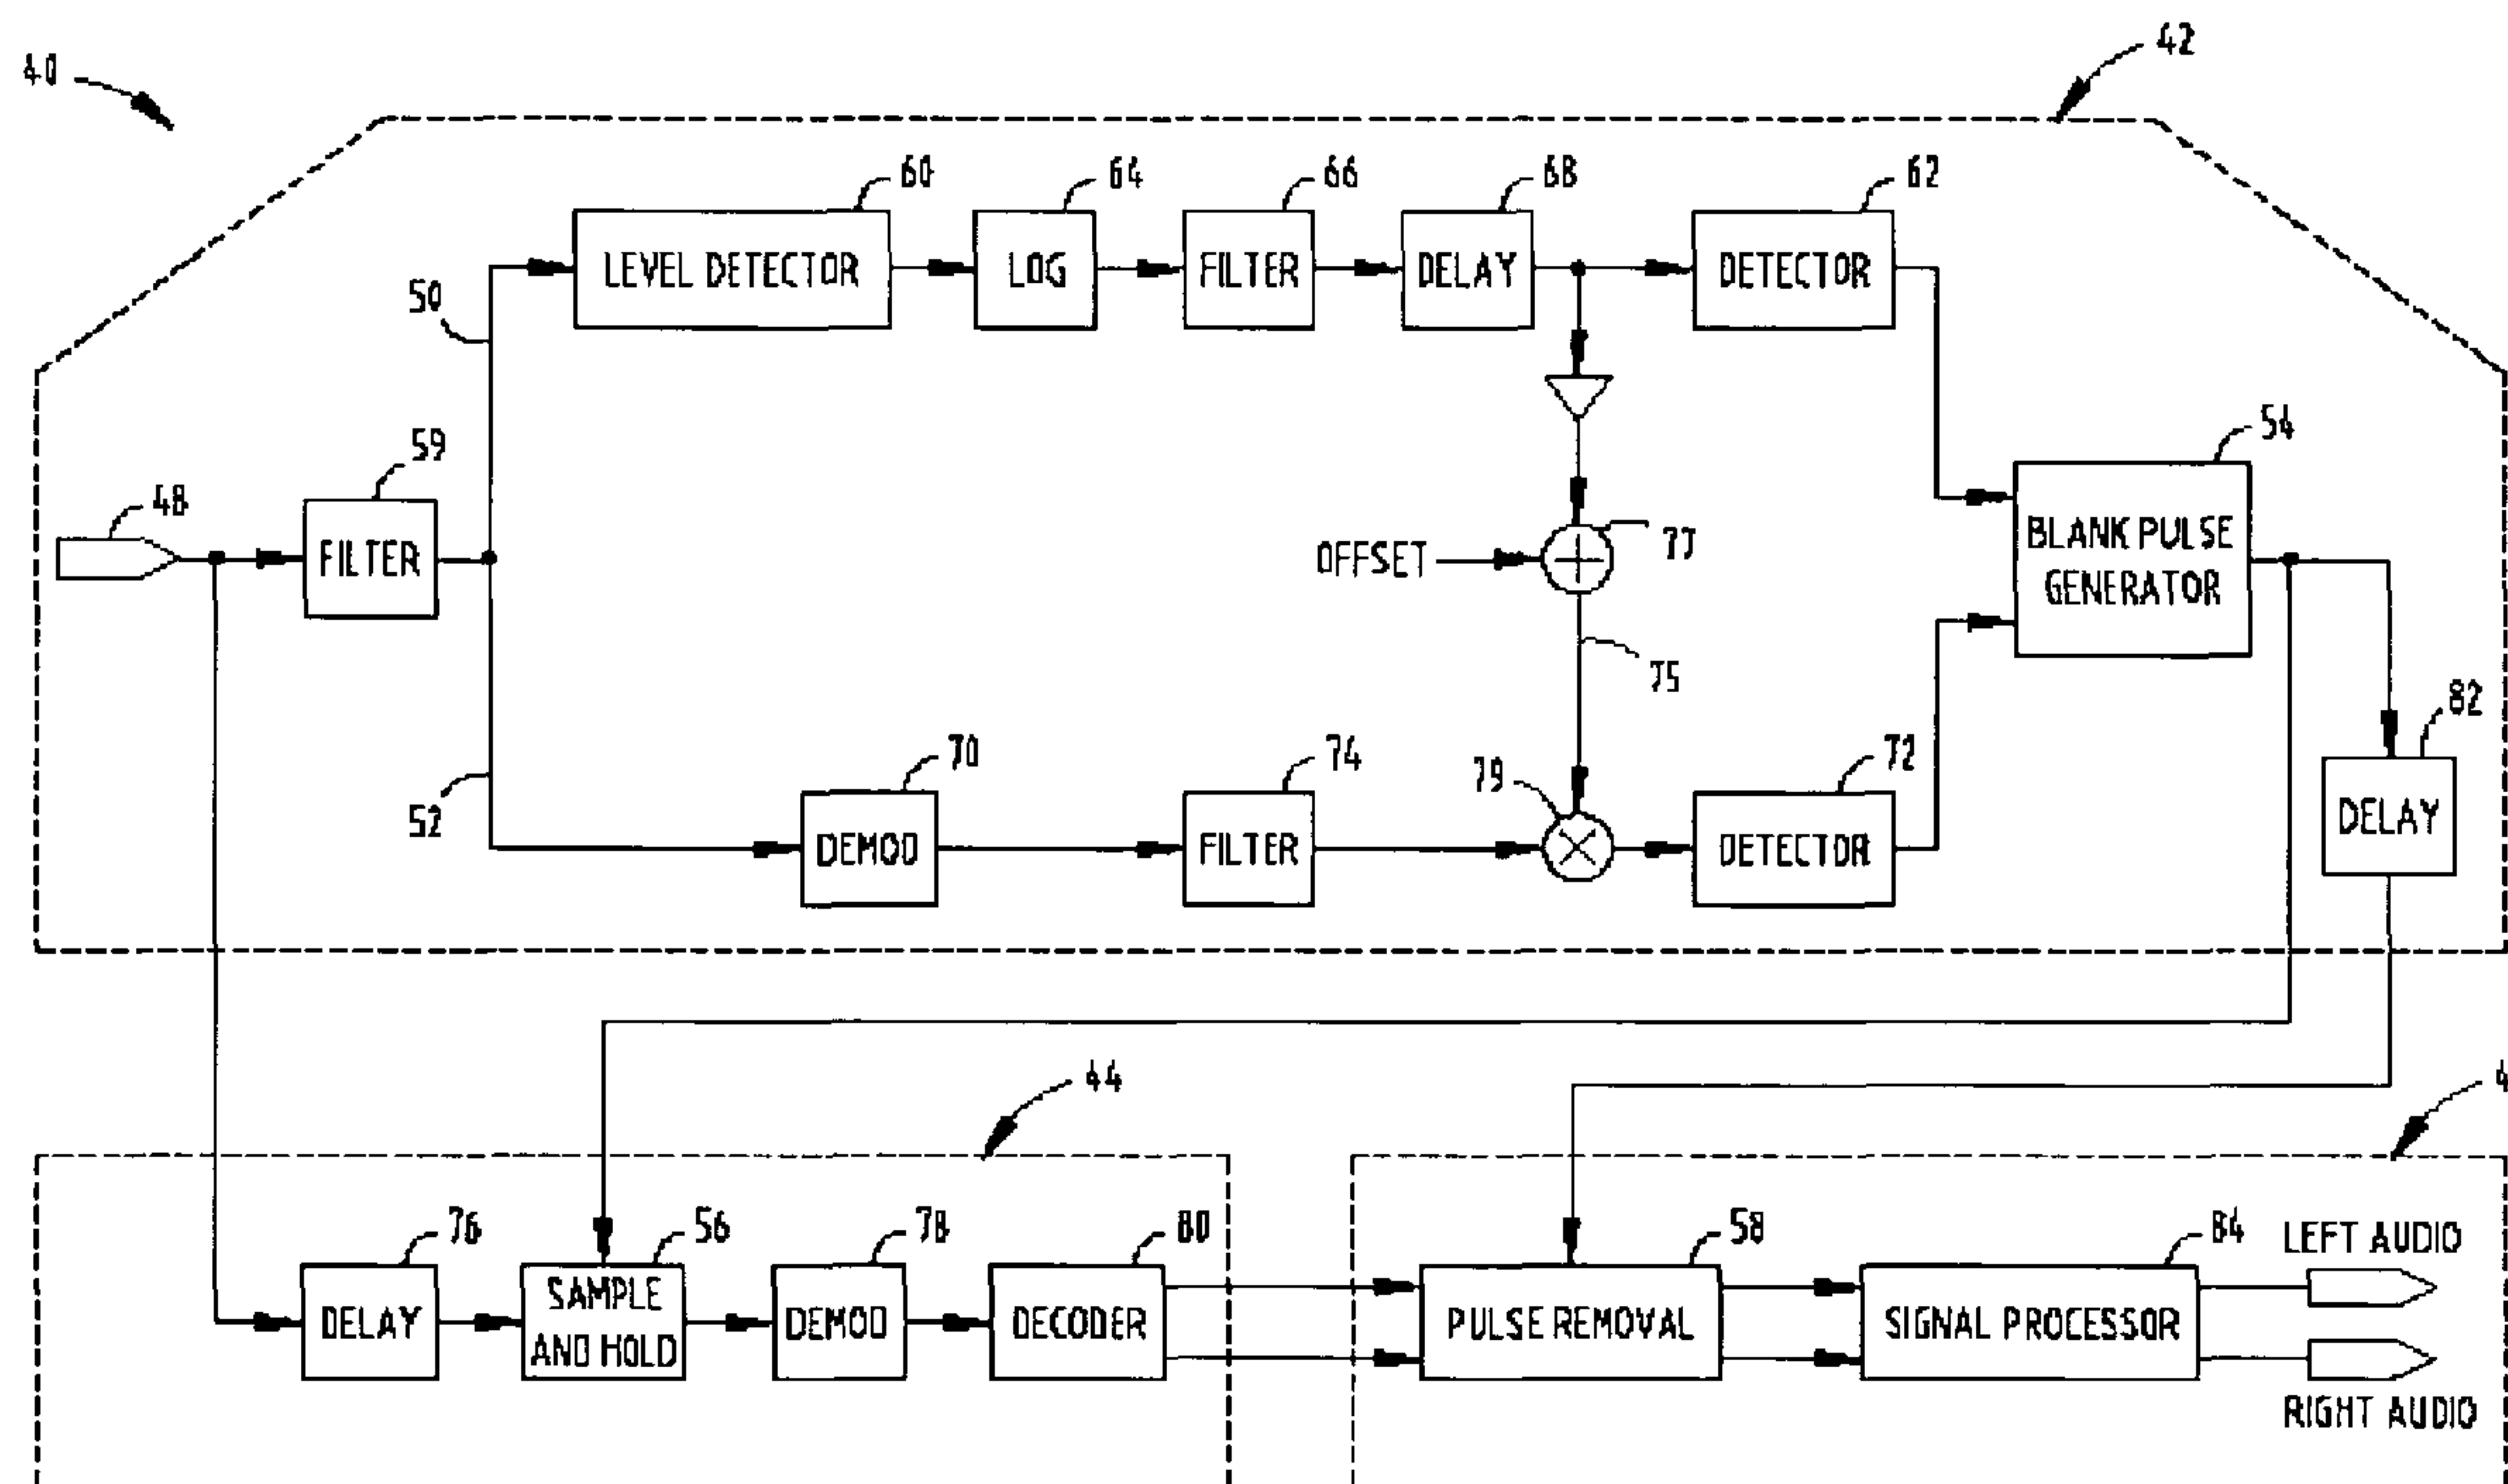 40
42
60
64
66
68
62
LEVEL DETECTOR
LOG
FILTER
DELAY
DETECTOR
50
59
54
48
FILTER
OFFSET
77
BLANK PULSE
GENERATOR
75
82
52
70
74
79
72
DEMOD
FILTER
DETECTOR
DELAY
44
76
56
78
80
58
84
LEFT AUDIO
DELAY
SAMPLE
AND HOLD
DEMOD
DECODER
PULSE REMOVAL
SIGNAL PROCESSOR
RIGHT AUDIO